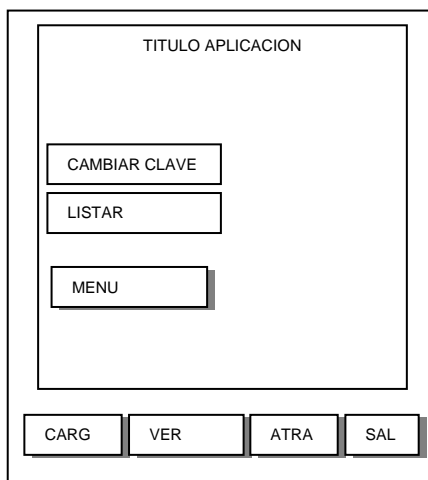 TITULO APLICACION
CAMBIAR CLAVE
LISTAR
MENU
CARG VER ATRA SAL